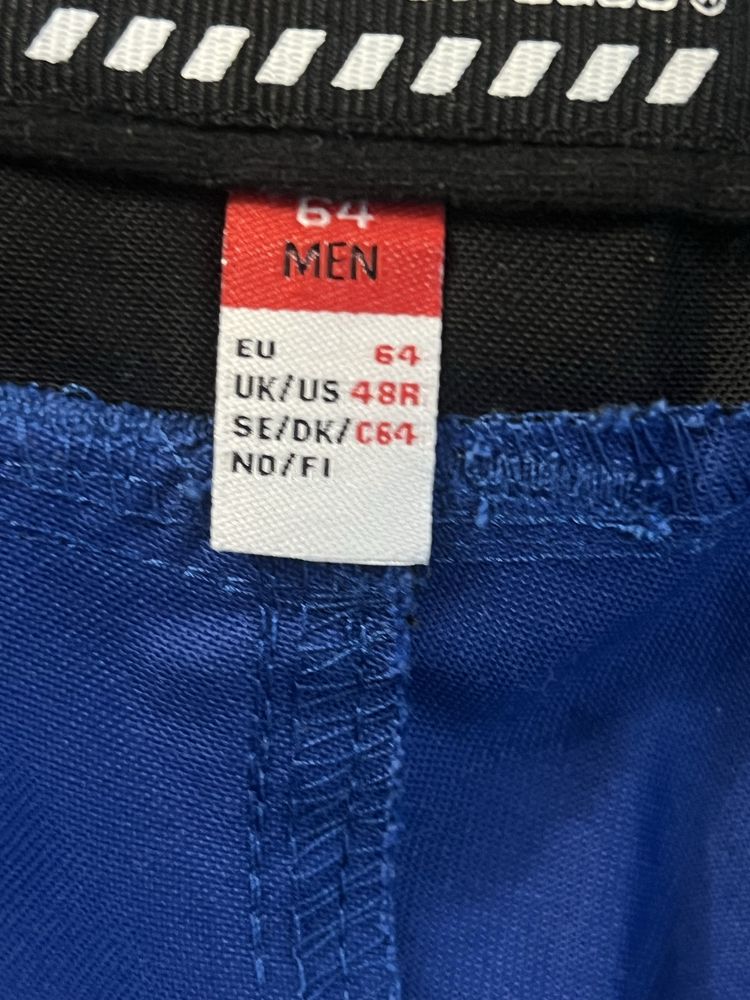 64
MEN
EU 64
UK/US 48R
SE/DK/ C64
NO/FI